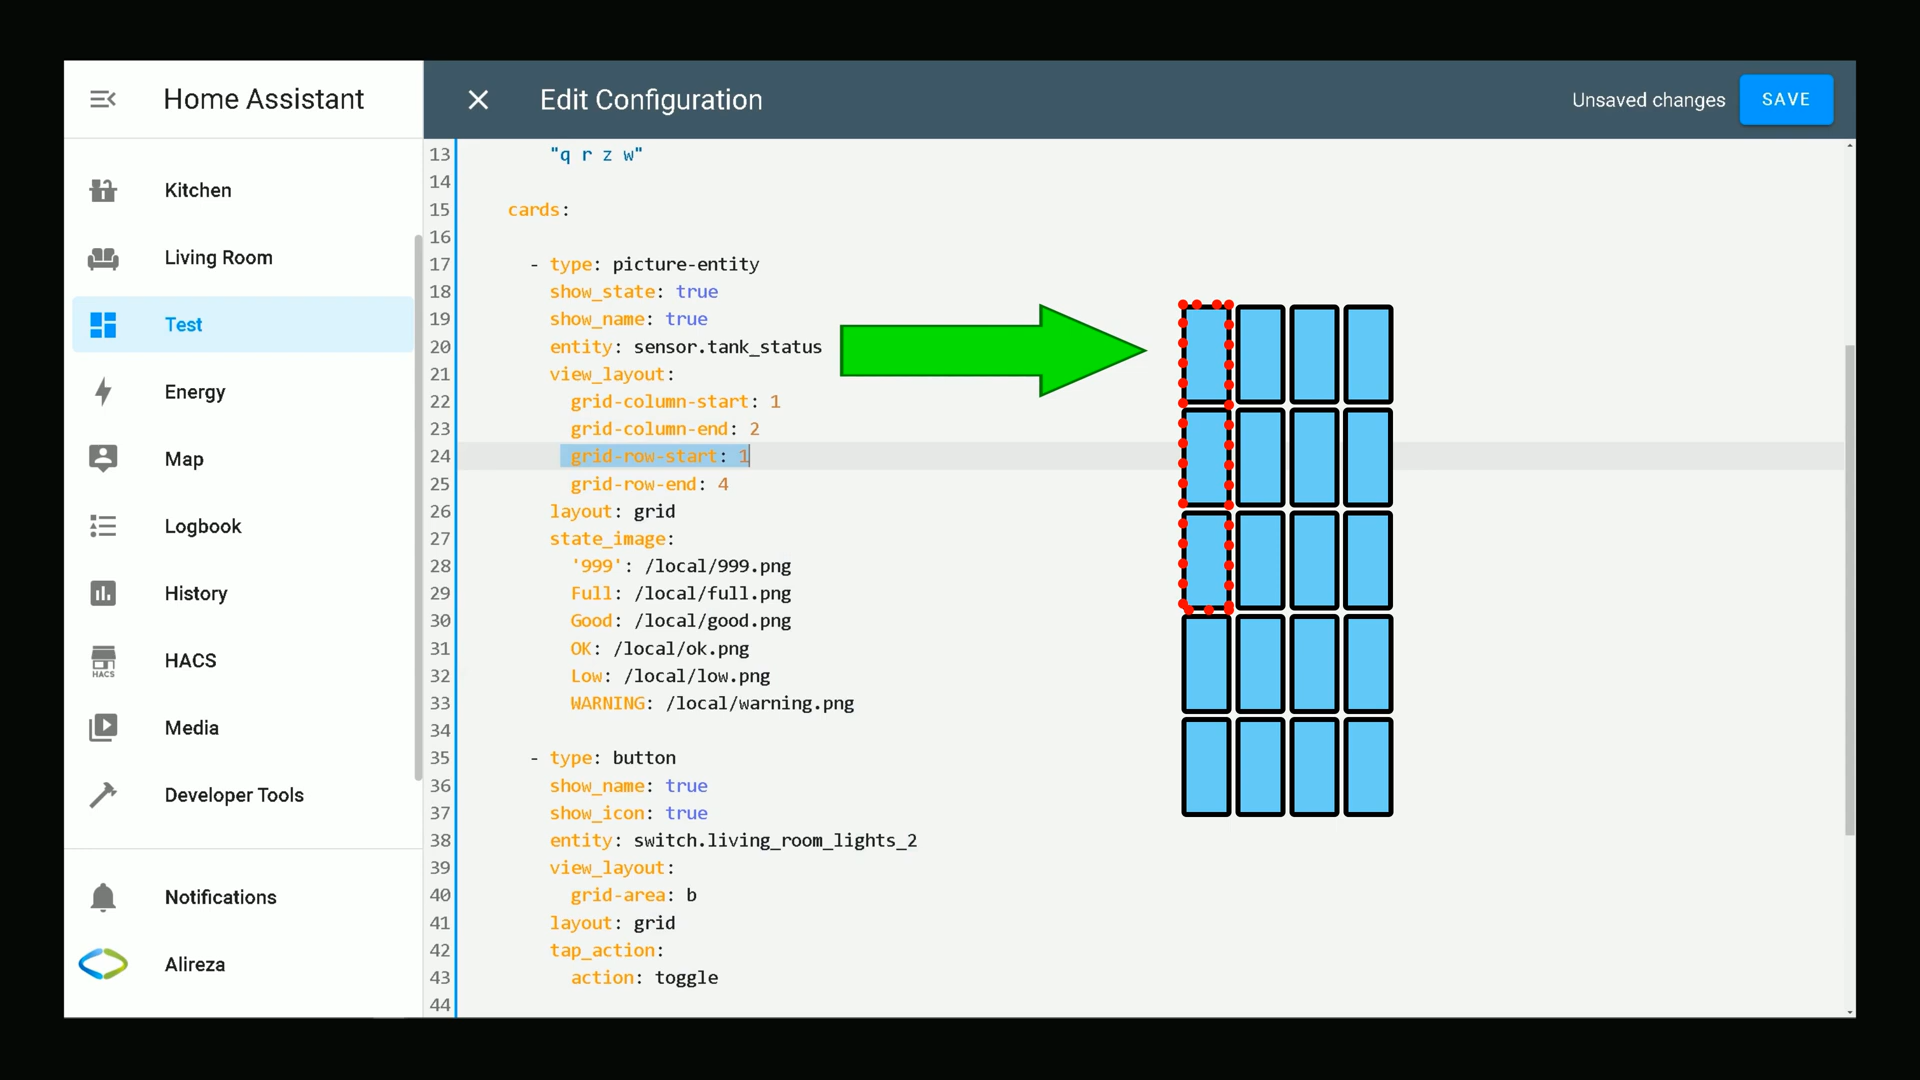 Home Assistant
Edit Configuration
Unsaved changes
SAVE
Kitchen
Living Room
Test
Energy
Map
Logbook
History
HACS
HACS
Media
Developer Tools
Notifications
Alireza
13 "q r z w"
14
15 cards:
16
17 - type: picture-entity
18 show_state: true
19 show_name: true
20 entity: sensor.tank_status
21 view_layout:
22 grid-column-start: 1
23 grid-column-end: 2
24 grid-row-start: 1
25 grid-row-end: 4
26 layout: grid
27 state_image:
28 '999': /local/999.png
29 Full: /local/full.png
30 Good: /local/good.png
31 OK: /local/ok.png
32 Low: /local/low.png
33 WARNING: /local/warning.png
34
35 - type: button
36 show_name: true
37 show_icon: true
38 entity: switch.living_room_lights_2
39 view_layout:
40 grid-area: b
41 layout: grid
42 tap_action:
43 action: toggle
44